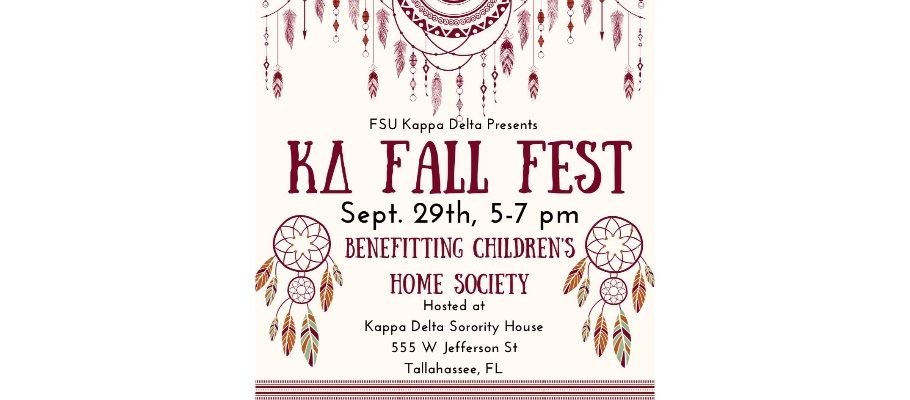 FSU Kappa Delta Presents
KΔ FALL FEST
Sept. 29th, 5-7 pm
BENEFITTING CHILDREN'S
HOME SOCIETY
Hosted at
Kappa Delta Sorority House
555 W Jefferson St
Tallahassee, FL